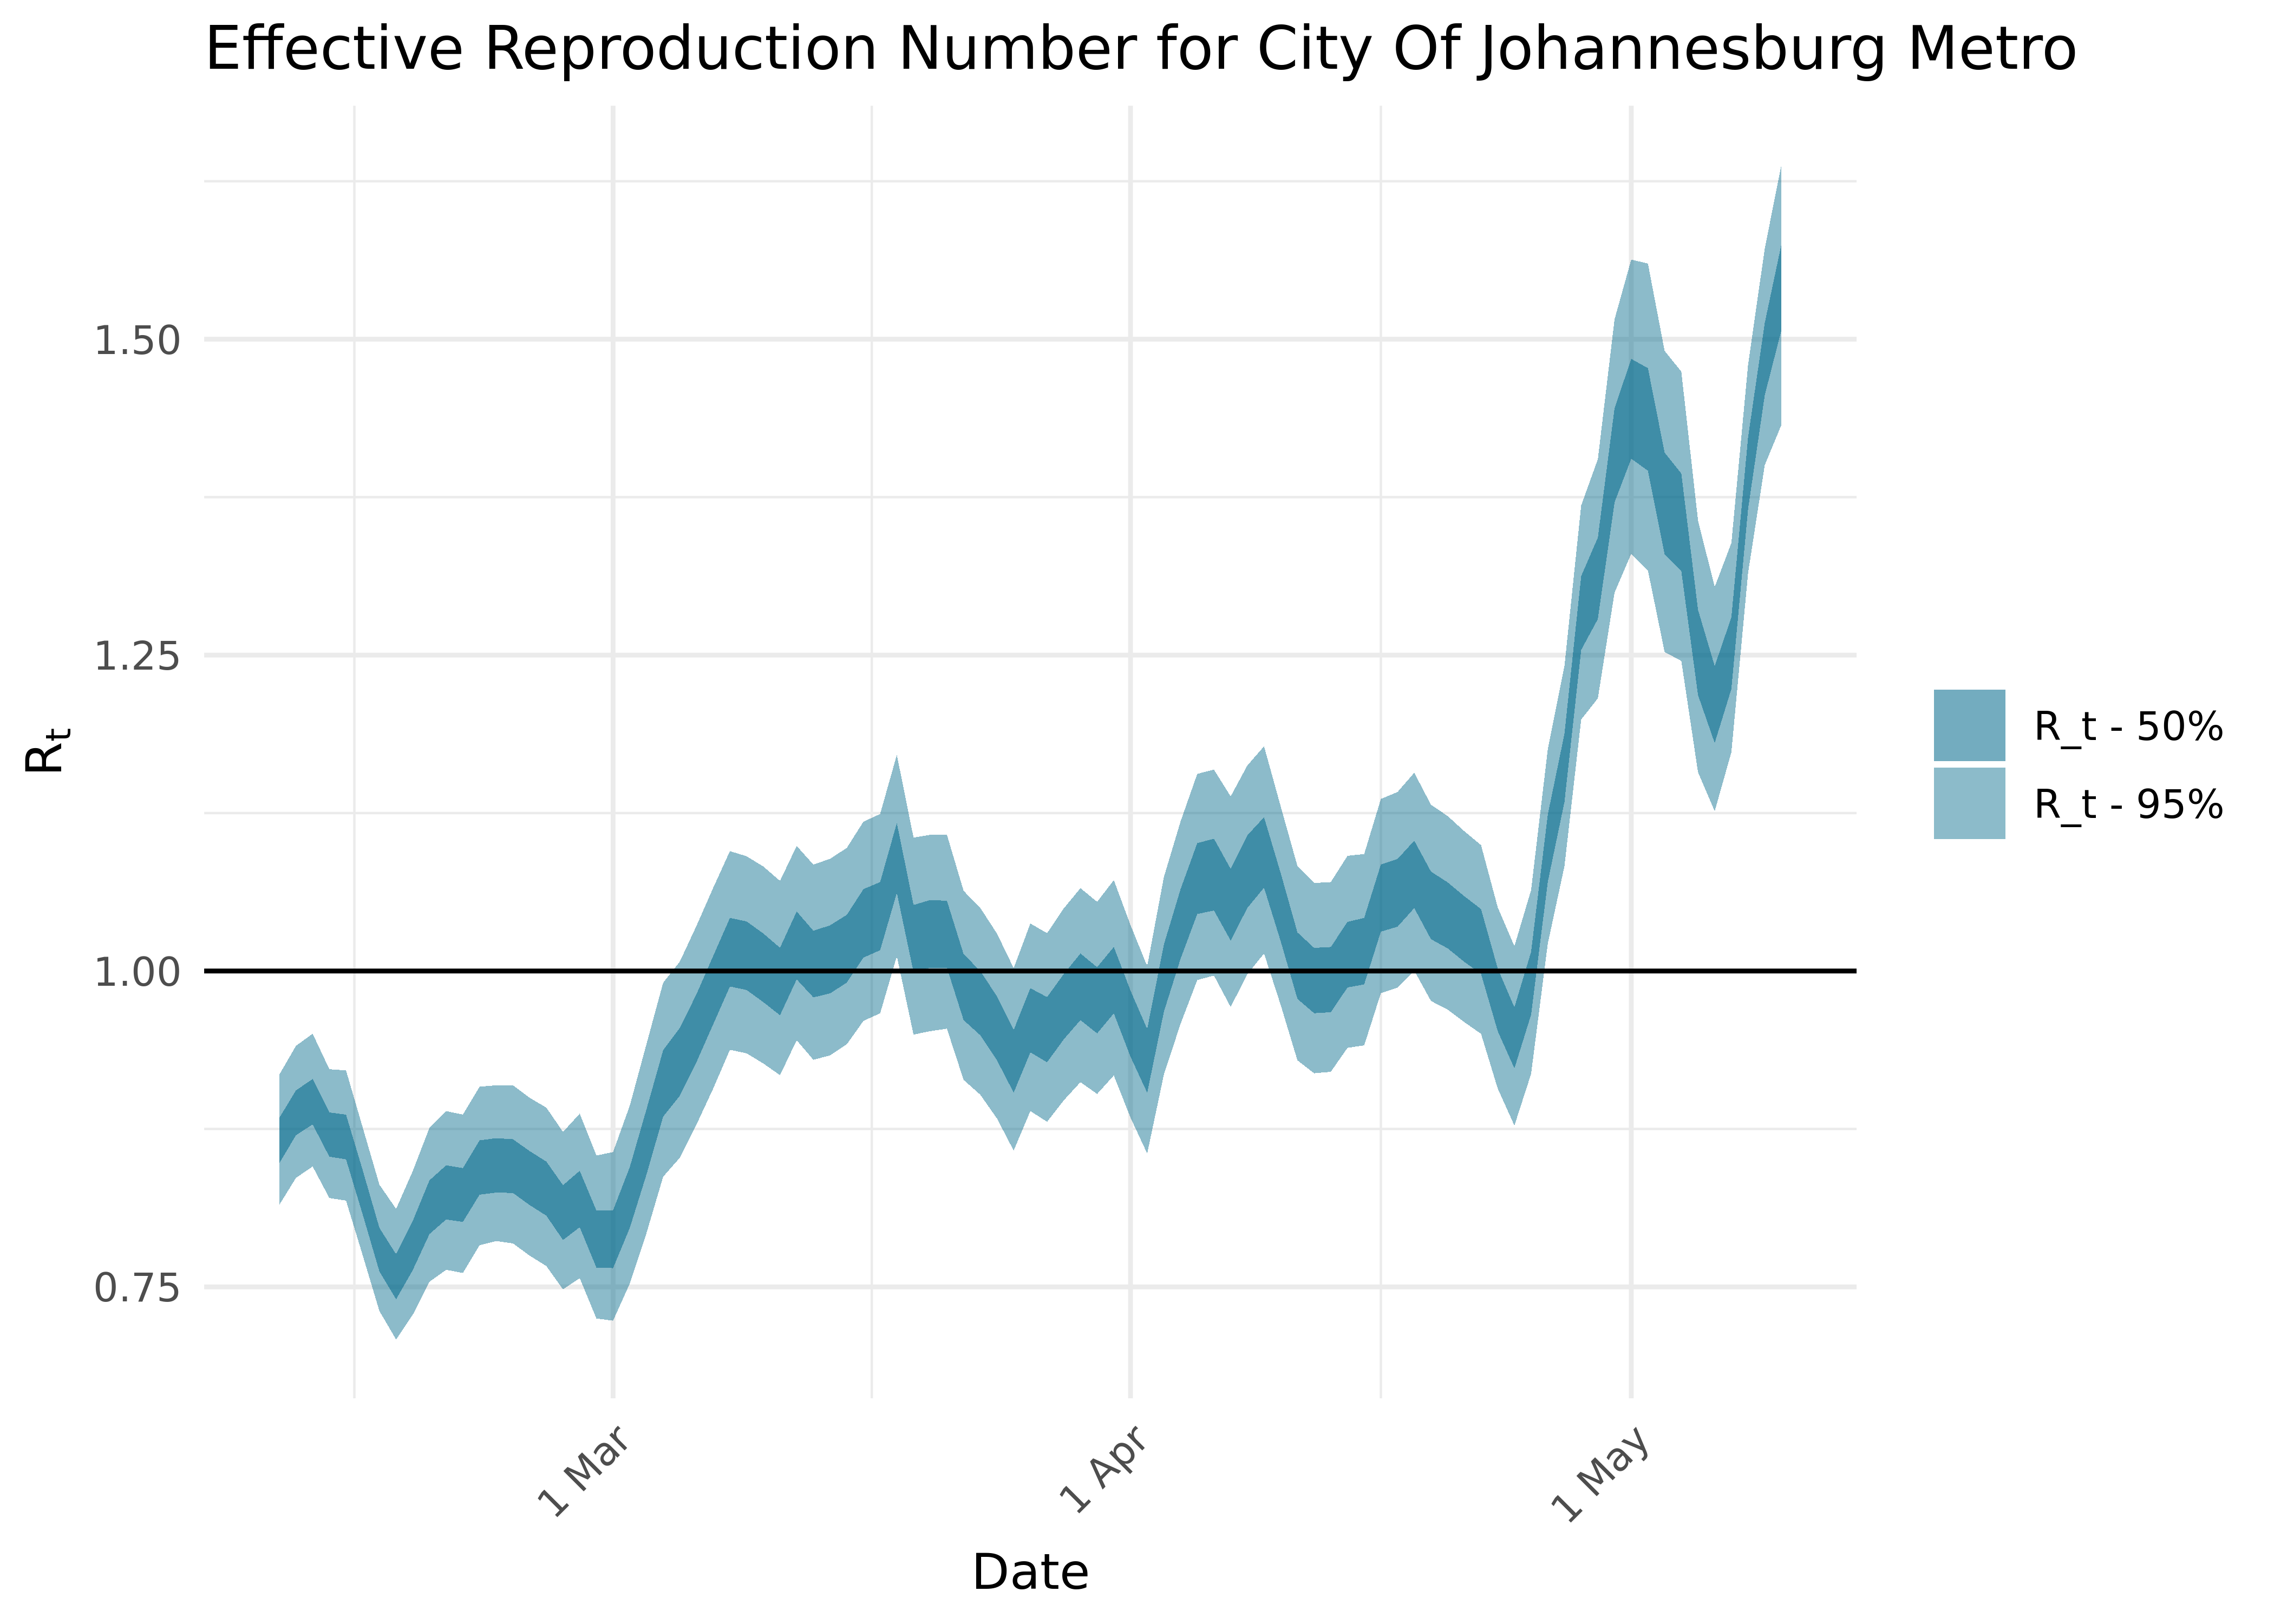 Effective Reproduction Number for City Of Johannesburg Metro
1.50
1.25
1.00
0.75
Rt
1 Mar
1 Apr
1 May
Date
R_t - 50%
R_t - 95%